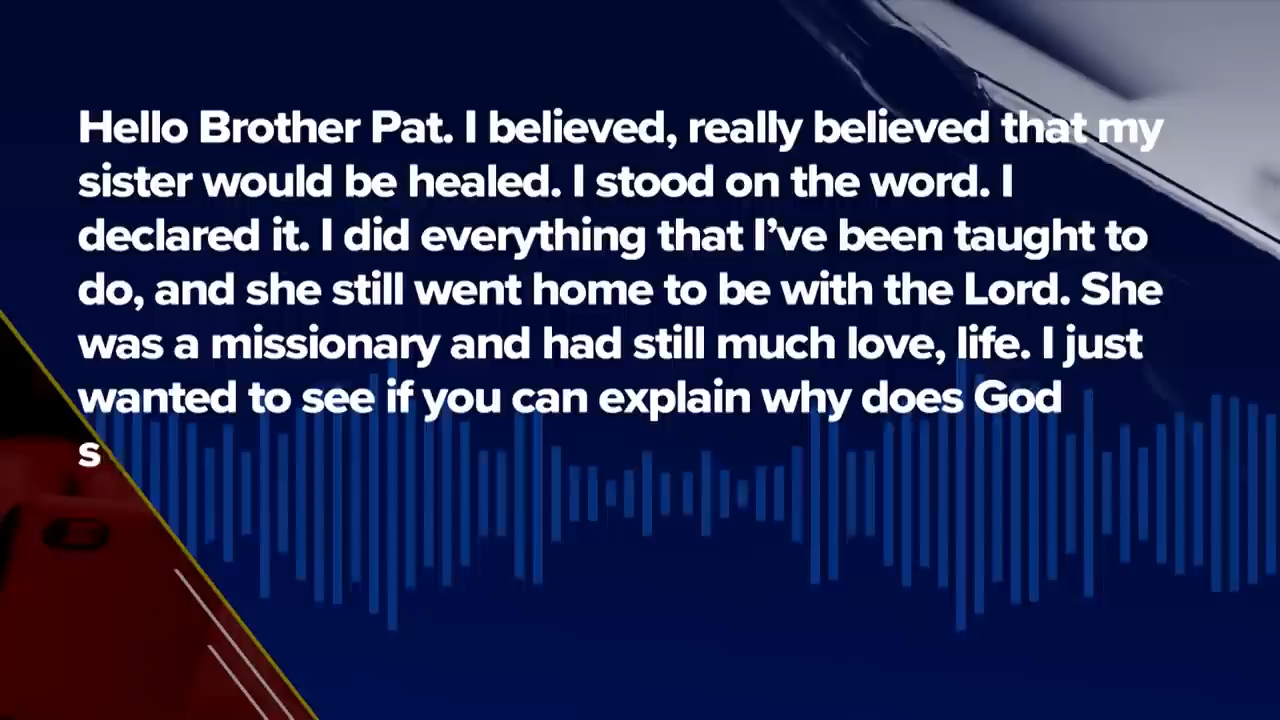 Hello Brother Pat. I believed, really believed that my
sister would be healed. I stood on the word. I
declared it. I did everything that I’ve been taught to
do, and she still went home to be with the Lord. She
was a missionary and had still much love, life. I just
wanted to see if you can explain why does God
s